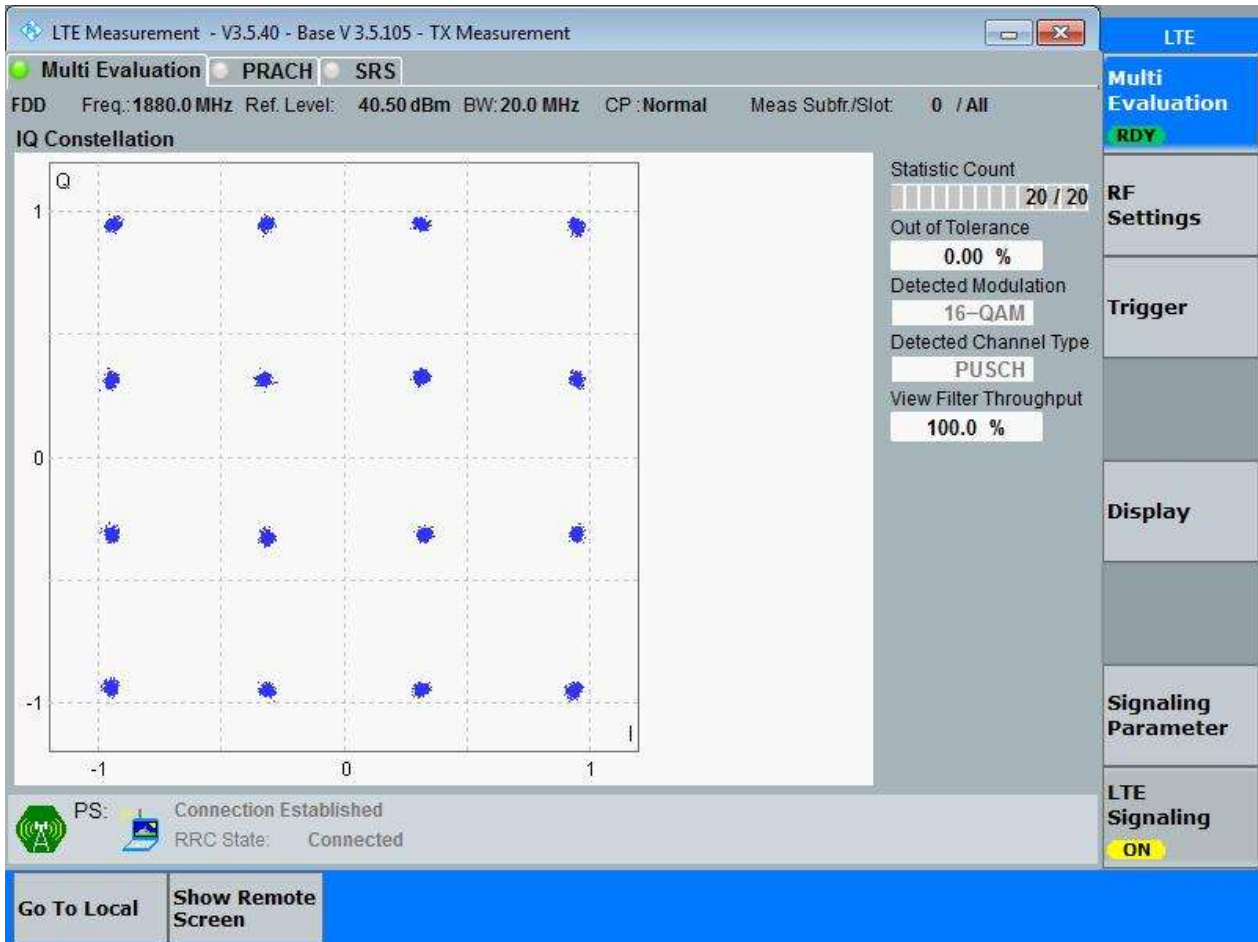 LTE Measurement - V3.5.40 - Base V 3.5.105 - TX Measurement
LTE
Multi Evaluation PRACH SRS
Multi
Evaluation
RDY
FDD Freq.: 1880.0 MHz Ref. Level: 40.50 dBm BW: 20.0 MHz CP : Normal Meas Subfr./Slot: 0 / All
IQ Constellation
Q
1
0
-1
I
-1 0 1
Statistic Count
20 / 20
Out of Tolerance
0.00 %
Detected Modulation
16-QAM
Detected Channel Type
PUSCH
View Filter Throughput
100.0 %
RF
Settings
Trigger
Display
Signaling
Parameter
LTE
Signaling
ON
PS: Connection Established
RRC State: Connected
Go To Local
Show Remote
Screen